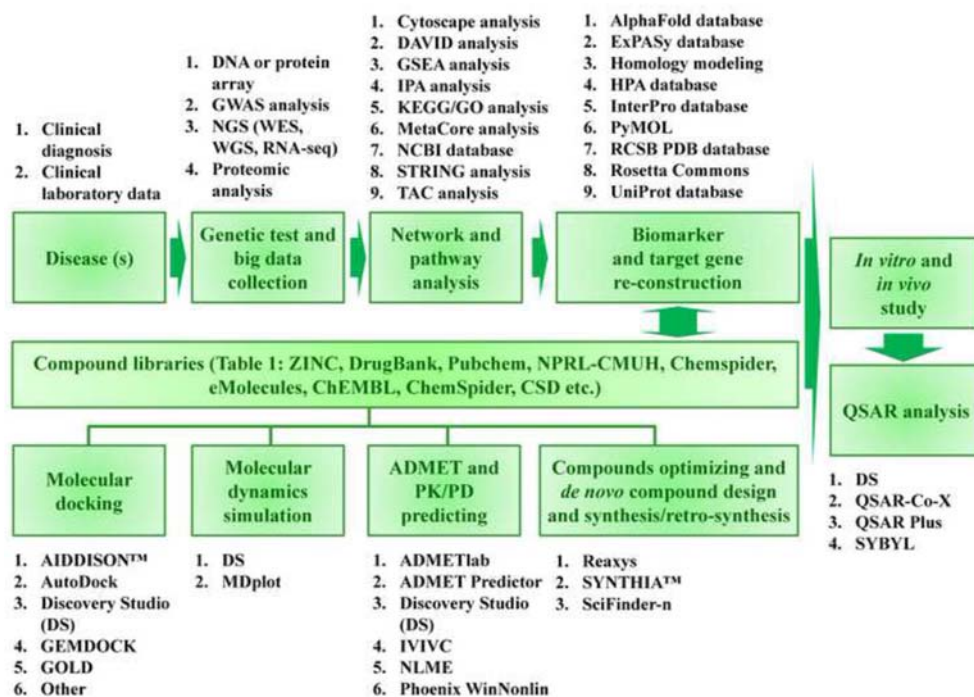 1. Clinical
diagnosis
2. Clinical
laboratory data
Disease (s)
1. DNA or protein
array
2. GWAS analysis
3. NGS (WES,
WGS, RNA-seq)
4. Proteomic
analysis
Genetic test and
big data
collection
1. Cytoscape analysis
2. DAVID analysis
3. GSEA analysis
4. IPA analysis
5. KEGG/GO analysis
6. MetaCore analysis
7. NCBI database
8. STRING analysis
9. TAC analysis
Network and
pathway
analysis
1. AlphaFold database
2. ExPASy database
3. Homology modeling
4. HPA database
5. InterPro database
6. PyMOL
7. RCSB PDB database
8. Rosetta Commons
9. UniProt database
Biomarker
and target gene
re-construction
In vitro and
in vivo
study
Compound libraries (Table 1: ZINC, DrugBank, Pubchem, NPRL-CMUH, Chemspider,
eMolecules, ChEMBL, ChemSpider, CSD etc.)
QSAR analysis
1. DS
2. QSAR-Co-X
3. QSAR Plus
4. SYBYL
Molecular
docking
1. AIDDISON™
2. AutoDock
3. Discovery Studio
(DS)
4. GEMDOCK
5. GOLD
6. Other
Molecular
dynamics
simulation
1. DS
2. MDplot
ADMET and
PK/PD
predicting
1. ADMETlab
2. ADMET Predictor
3. Discovery Studio
(DS)
4. IVIVC
5. NLME
6. Phoenix WinNonlin
Compounds optimizing and
de novo compound design
and synthesis/retro-synthesis
1. Reaxys
2. SYNTHIA™
3. SciFinder-n